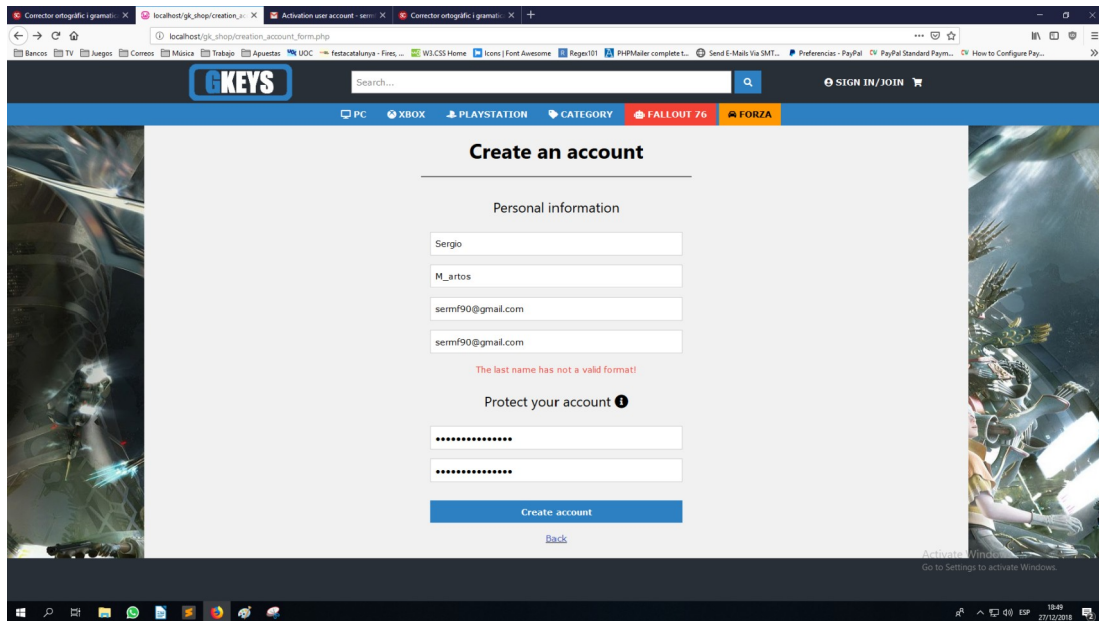 Corrector ortogràfic i gramatic
localhost/gk_shop/creation_ac
Activation user account - serm
Corrector ortogràfic i gramatic
localhost/gk_shop/creation_account_form.php
Bancos TV Juegos Correos Música Trabajo Apuestas UOC festacatalunya - Fires, ... W3.CSS Home Icons | Font Awesome Regex101 PHPMailer complete t... Send E-Mails Via SMT... Preferencias - PayPal PayPal Standard Paym... How to Configure Pay...
GKEYS
Search...
SIGN IN/JOIN
PC XBOX PLAYSTATION CATEGORY FALLOUT 76 FORZA
Create an account
Personal information
Sergio
M_artos
sermf90@gmail.com
sermf90@gmail.com
The last name has not a valid format!
Protect your account
Create account
Back
Activate Windows
Go to Settings to activate Windows.
ESP
18:49
27/12/2018